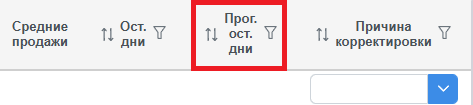 Средние
продажи
Ост.
дни
Прог.
ост.
дни
Причина
корректировки